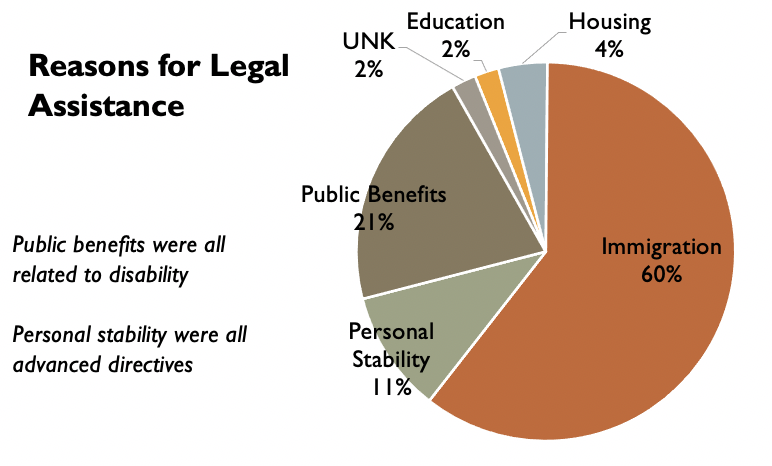 Reasons for Legal
Assistance
Public benefits were all
related to disability
Personal stability were all
advanced directives
UNK
2%
Education
2%
Housing
4%
Public Benefits
21%
Immigration
60%
Personal
Stability
11%